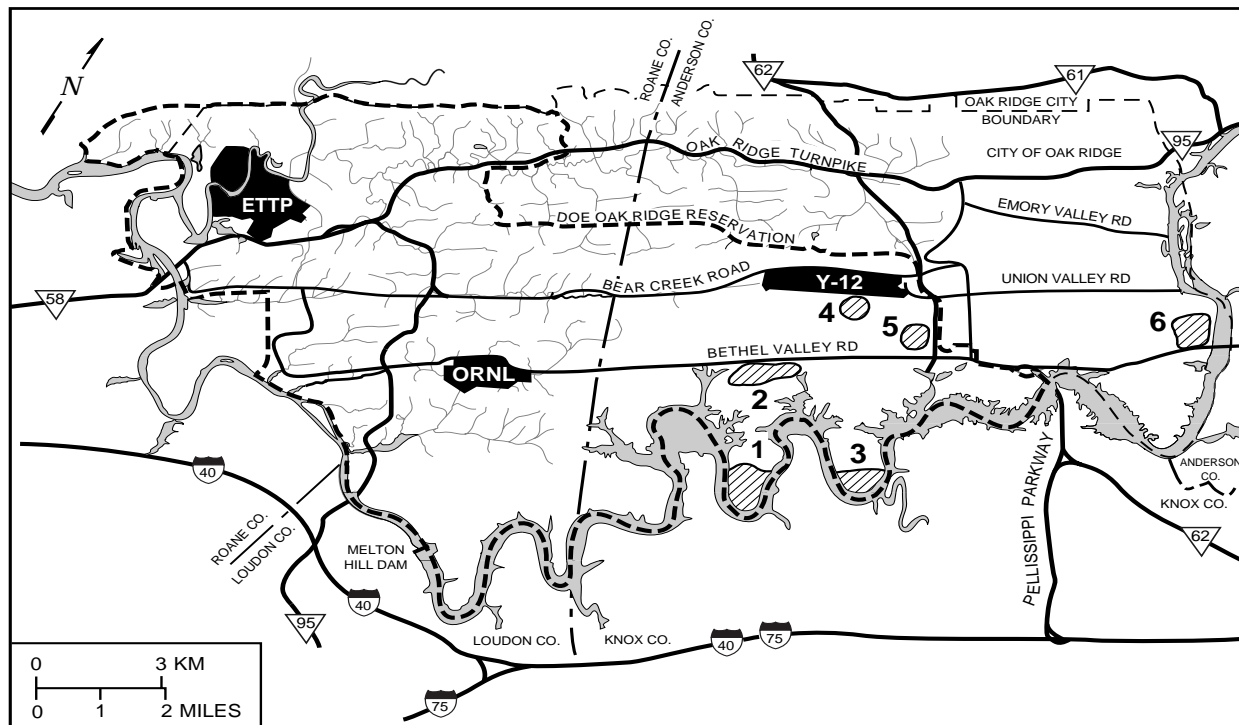 N
ROANE CO.
ANDERSON CO.
62
61
OAK RIDGE CITY
BOUNDARY
CITY OF OAK RIDGE
95
OAK RIDGE TURNPIKE
ETTP
EMORY VALLEY RD
DOE OAK RIDGE RESERVATION
BEAR CREEK ROAD
Y-12
UNION VALLEY RD
58
4
5
6
BETHEL VALLEY RD
ORNL
2
1
3
40
ANDERSON
CO.
KNOX CO.
ROANE CO.
LOUDON CO.
PELLISSIPPI PARKWAY
62
MELTON
HILL DAM
40
95
LOUDON CO.
KNOX CO.
40
75
75
0 3 KM
0 1 2 MILES